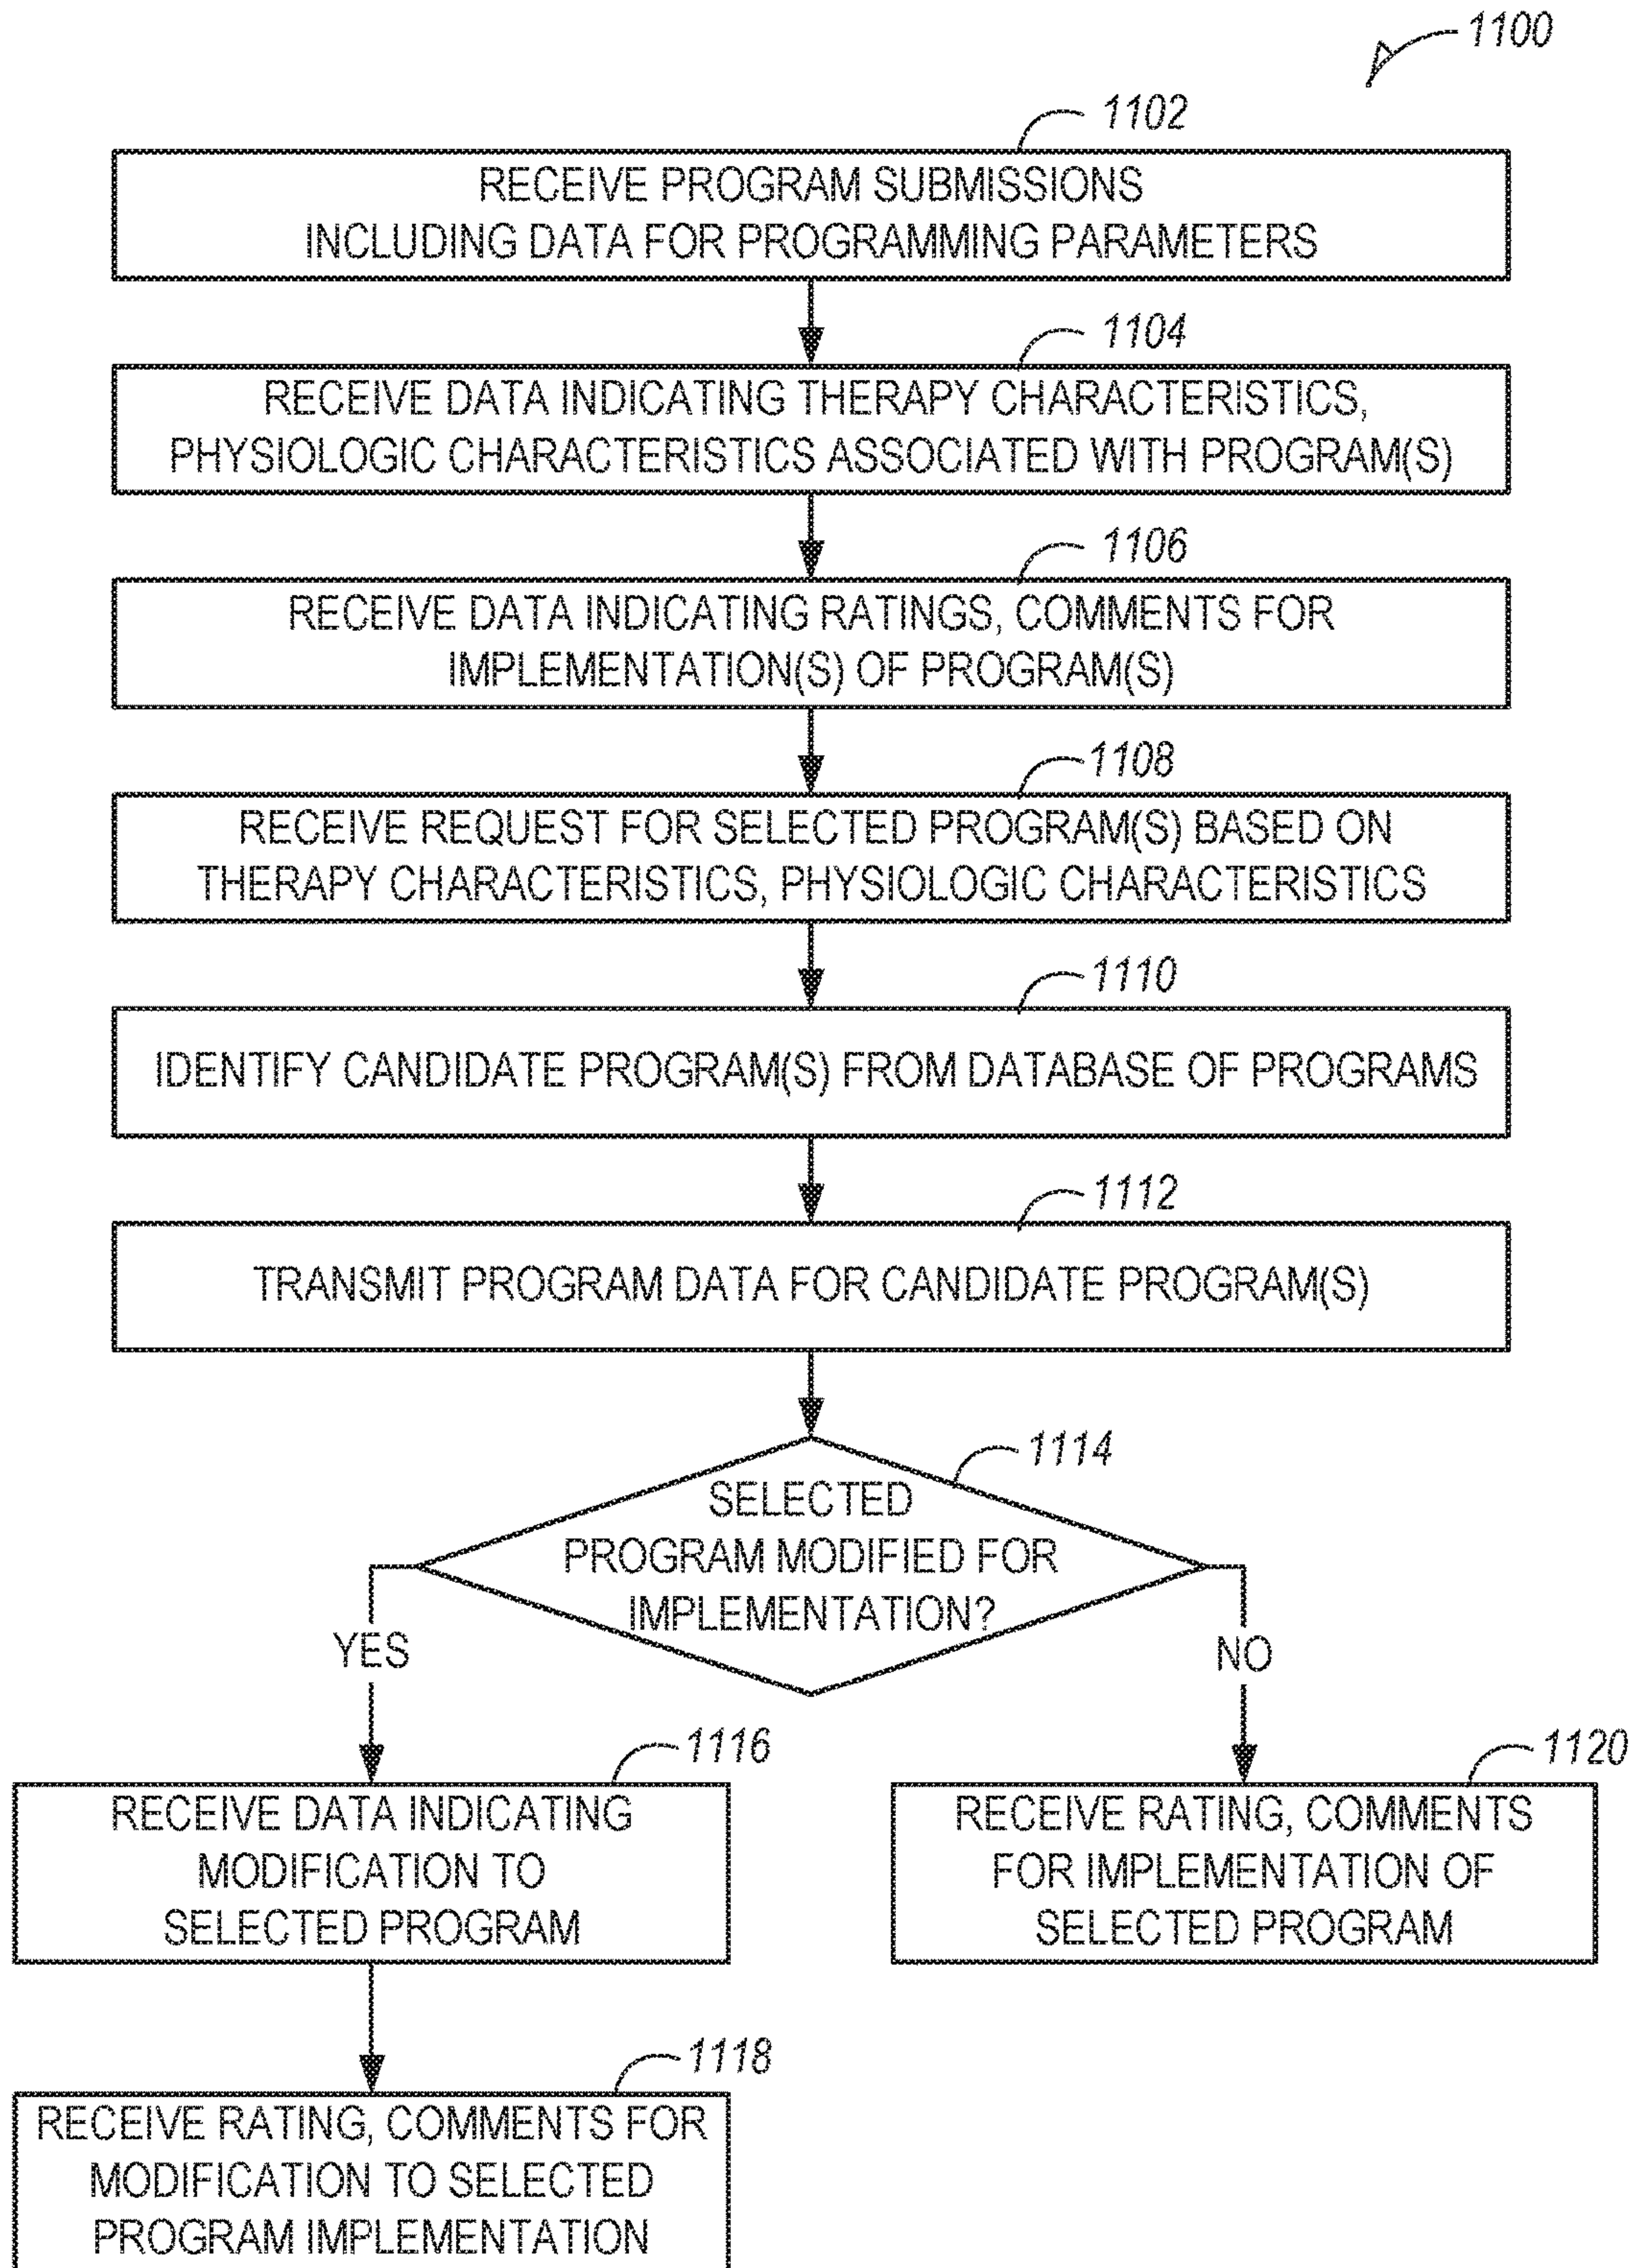 1100
1102
RECEIVE PROGRAM SUBMISSIONS
INCLUDING DATA FOR PROGRAMMING PARAMETERS
1104
RECEIVE DATA INDICATING THERAPY CHARACTERISTICS,
PHYSIOLOGIC CHARACTERISTICS ASSOCIATED WITH PROGRAM(S)
1106
RECEIVE DATA INDICATING RATINGS, COMMENTS FOR
IMPLEMENTATION(S) OF PROGRAM(S)
1108
RECEIVE REQUEST FOR SELECTED PROGRAM(S) BASED ON
THERAPY CHARACTERISTICS, PHYSIOLOGIC CHARACTERISTICS
1110
IDENTIFY CANDIDATE PROGRAM(S) FROM DATABASE OF PROGRAMS
1112
TRANSMIT PROGRAM DATA FOR CANDIDATE PROGRAM(S)
1114
SELECTED
PROGRAM MODIFIED FOR
IMPLEMENTATION?
YES
NO
1116
RECEIVE DATA INDICATING
MODIFICATION TO
SELECTED PROGRAM
1120
RECEIVE RATING, COMMENTS
FOR IMPLEMENTATION OF
SELECTED PROGRAM
1118
RECEIVE RATING, COMMENTS FOR
MODIFICATION TO SELECTED
PROGRAM IMPLEMENTATION